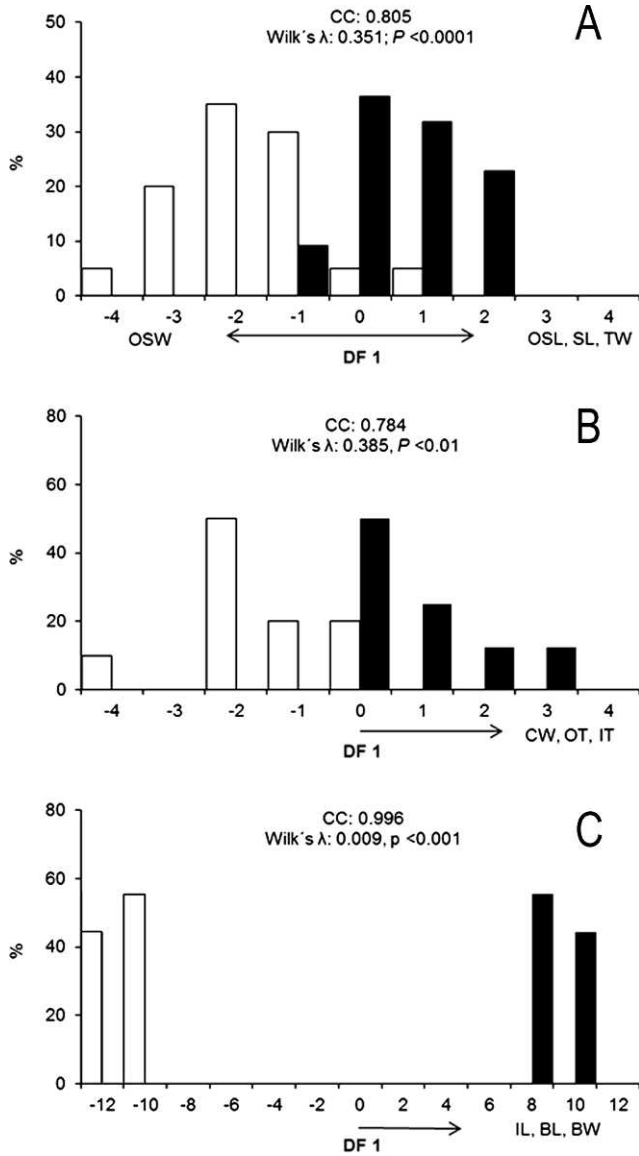 CC: 0.805
Wilk´s λ: 0.351; P <0.0001
A
50
40
30
20
10
0
%
-4 -3 -2 -1 0 1 2 3 4
OSW OSL, SL, TW
DF 1
CC: 0.784
Wilk´s λ: 0.385, P <0.01
B
80
60
40
20
0
%
-4 -3 -2 -1 0 1 2 3 4
CW, OT, IT
DF 1
CC: 0.996
Wilk´s λ: 0.009, p <0.001
C
80
60
40
20
0
%
-12 -10 -8 -6 -4 -2 0 2 4 6 8 10 12
IL, BL, BW
DF 1